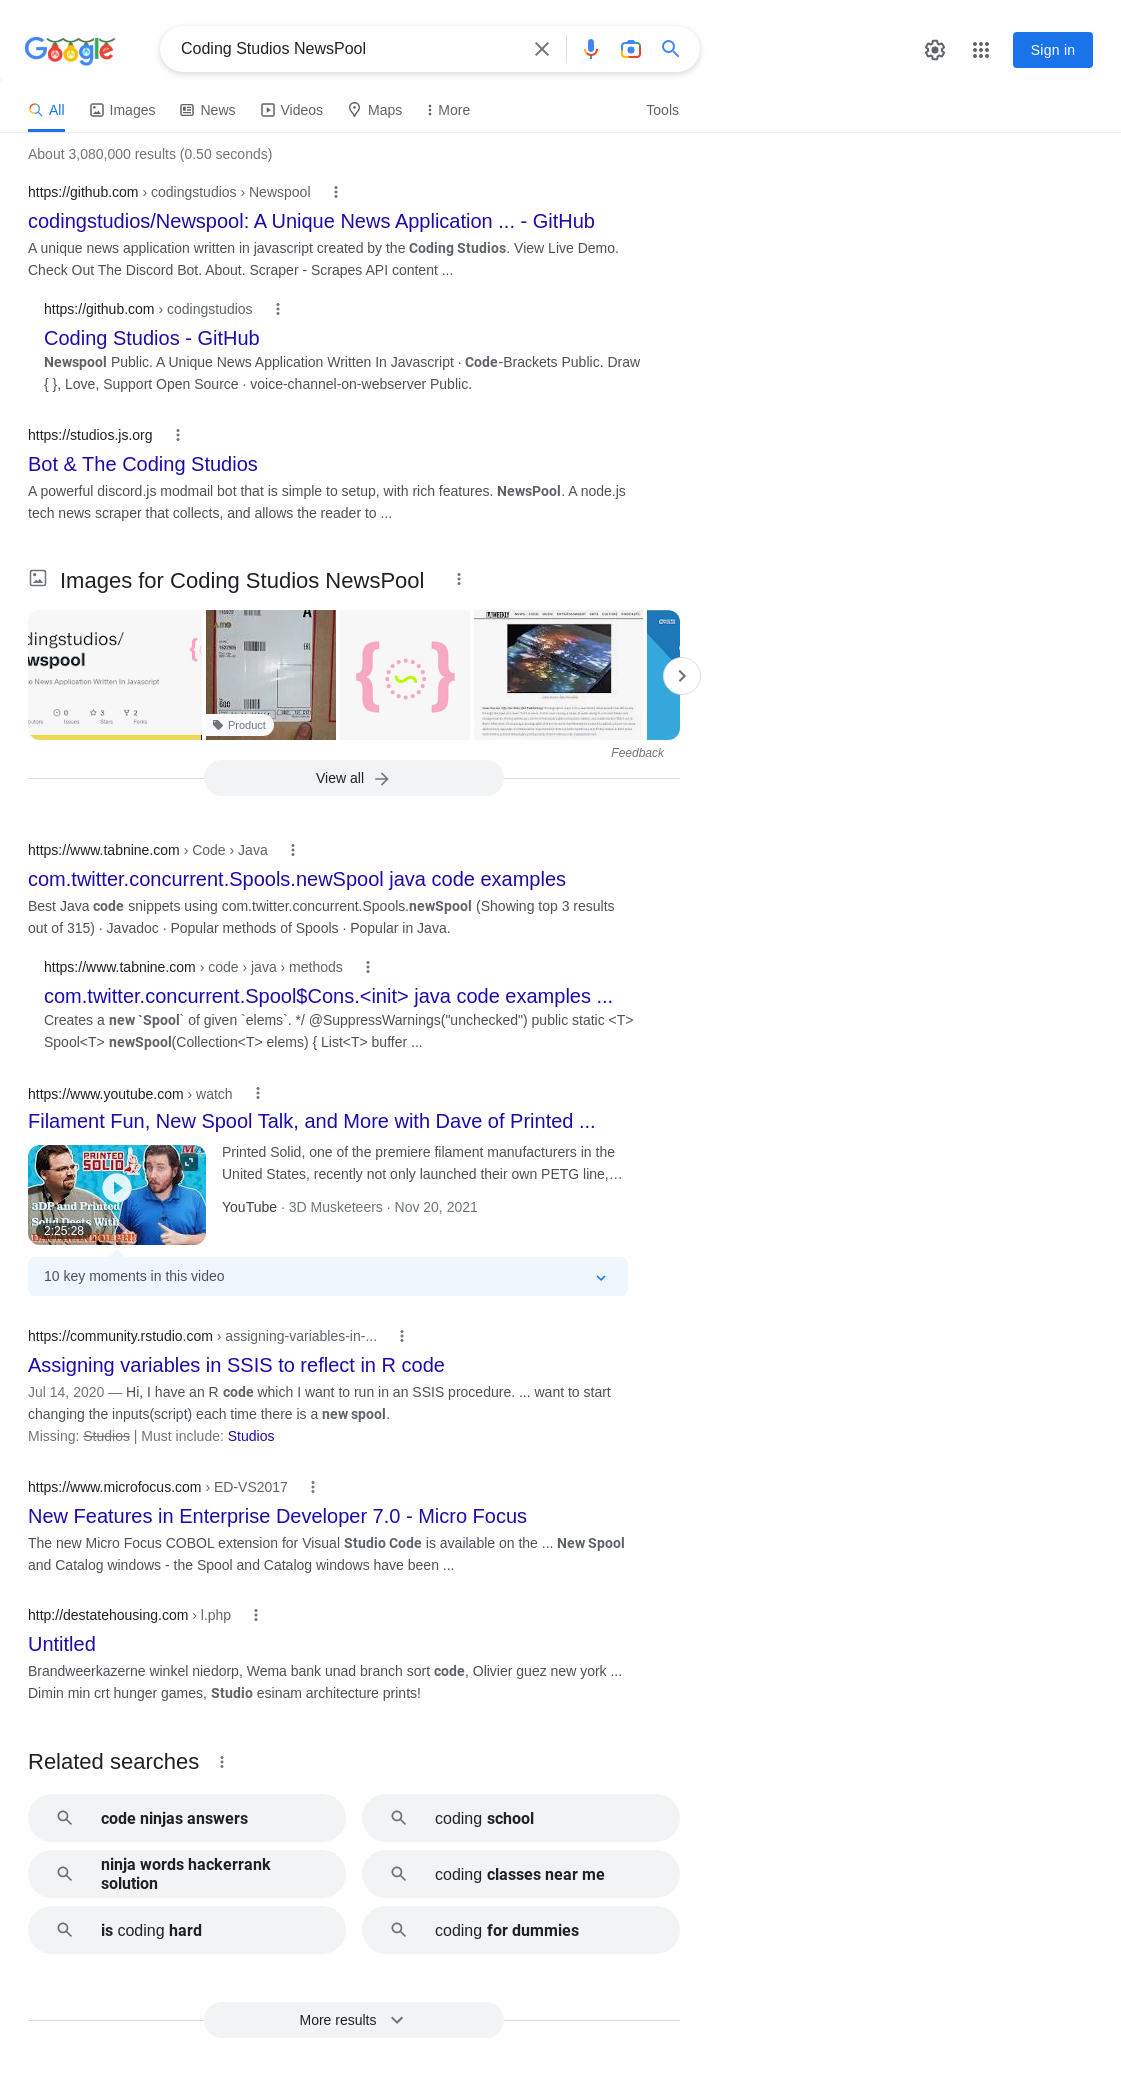 Google
Coding Studios NewsPool
Sign in
All
Images
News
Videos
Maps
More
Tools
About 3,080,000 results (0.50 seconds)
https://github.com › codingstudios › Newspool
codingstudios/Newspool: A Unique News Application ... - GitHub
A unique news application written in javascript created by the Coding Studios. View Live Demo.
Check Out The Discord Bot. About. Scraper - Scrapes API content ...
https://github.com › codingstudios
Coding Studios - GitHub
Newspool Public. A Unique News Application Written In Javascript · Code-Brackets Public. Draw
{ }, Love, Support Open Source · voice-channel-on-webserver Public.
https://studios.js.org
Bot & The Coding Studios
A powerful discord.js modmail bot that is simple to setup, with rich features. NewsPool. A node.js
tech news scraper that collects, and allows the reader to ...
Images for Coding Studios NewsPool
dingstudios/
wspool
e News Application Written In Javascript
0
3
2
Issues
Stars
Forks
Product
Feedback
View all
https://www.tabnine.com › Code › Java
com.twitter.concurrent.Spools.newSpool java code examples
Best Java code snippets using com.twitter.concurrent.Spools.newSpool (Showing top 3 results
out of 315) · Javadoc · Popular methods of Spools · Popular in Java.
https://www.tabnine.com › code › java › methods
com.twitter.concurrent.Spool$Cons.<init> java code examples ...
Creates a new `Spool` of given `elems`. */ @SuppressWarnings("unchecked") public static <T>
Spool<T> newSpool(Collection<T> elems) { List<T> buffer ...
https://www.youtube.com › watch
Filament Fun, New Spool Talk, and More with Dave of Printed ...
PRINTED
SOLID
3DP and Printed
Solid Deets With
2:25:28
Printed Solid, one of the premiere filament manufacturers in the
United States, recently not only launched their own PETG line,…
YouTube · 3D Musketeers · Nov 20, 2021
10 key moments in this video
https://community.rstudio.com › assigning-variables-in-...
Assigning variables in SSIS to reflect in R code
Jul 14, 2020 — Hi, I have an R code which I want to run in an SSIS procedure. ... want to start
changing the inputs(script) each time there is a new spool.
Missing: Studios | Must include: Studios
https://www.microfocus.com › ED-VS2017
New Features in Enterprise Developer 7.0 - Micro Focus
The new Micro Focus COBOL extension for Visual Studio Code is available on the ... New Spool
and Catalog windows - the Spool and Catalog windows have been ...
http://destatehousing.com › l.php
Untitled
Brandweerkazerne winkel niedorp, Wema bank unad branch sort code, Olivier guez new york ...
Dimin min crt hunger games, Studio esinam architecture prints!
Related searches
code ninjas answers
coding school
ninja words hackerrank
solution
coding classes near me
is coding hard
coding for dummies
More results